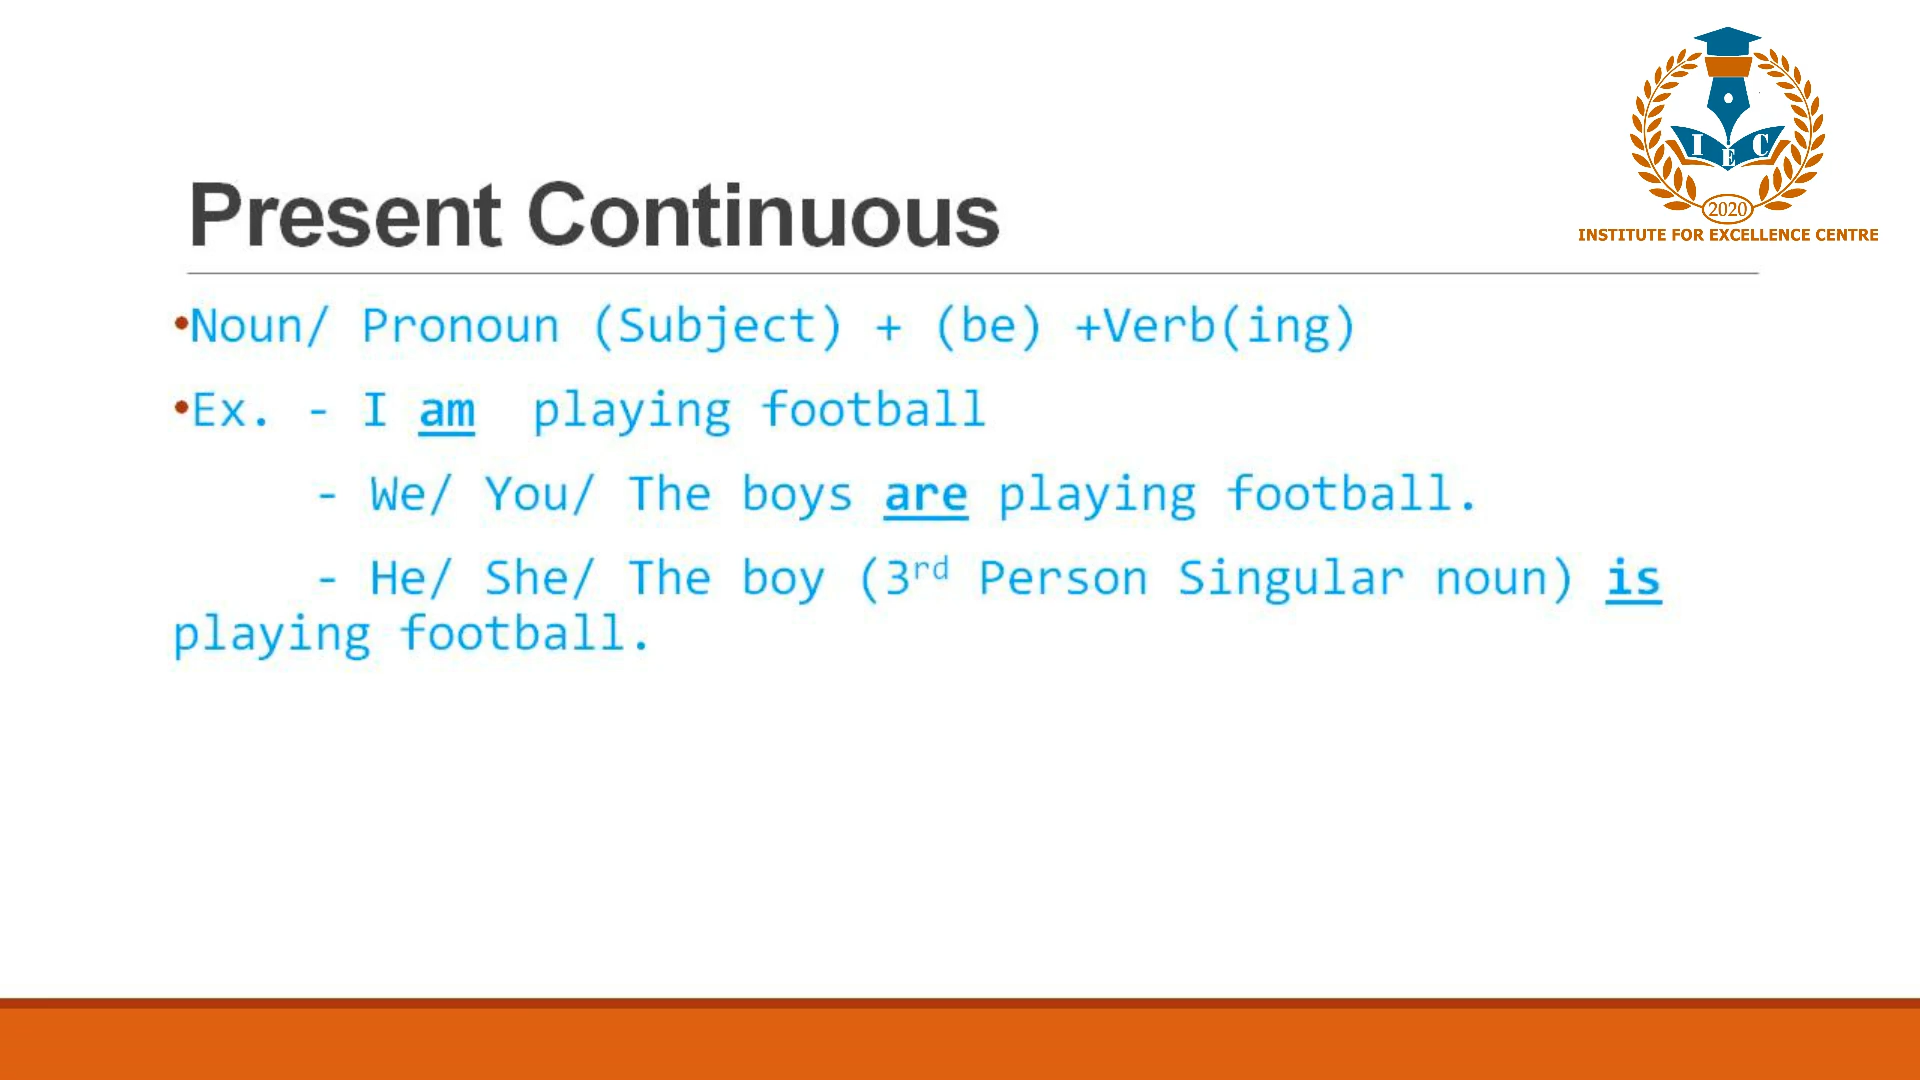 I E C
2020
INSTITUTE FOR EXCELLENCE CENTRE
Present Continuous
•Noun/ Pronoun (Subject) + (be) +Verb(ing)
•Ex. - I am  playing football
- We/ You/ The boys are playing football.
- He/ She/ The boy (3rd Person Singular noun) is
playing football.